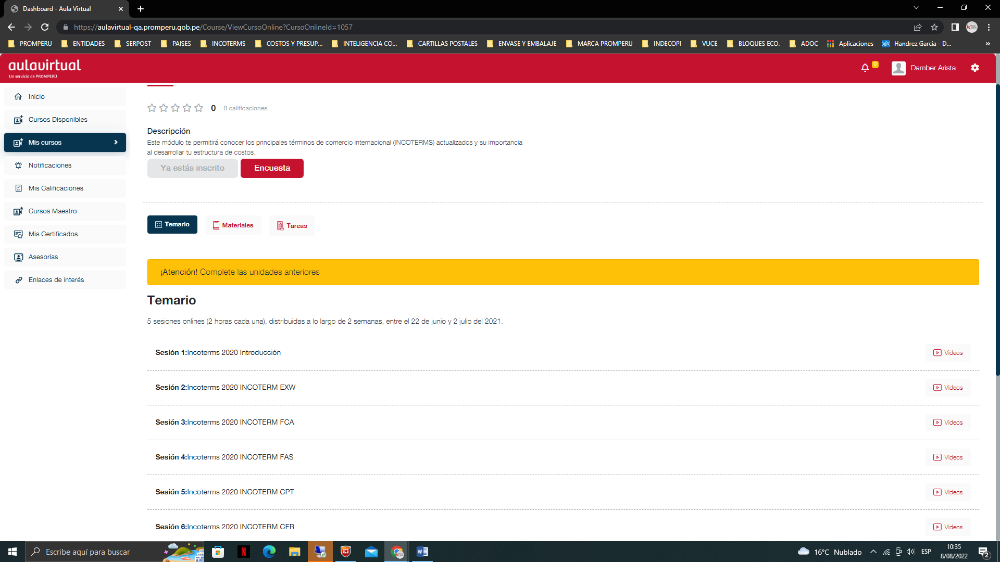 Dashboard - Aula Virtual
https://aulavirtual-qa.promperu.gob.pe/Course/ViewCursoOnline?CursoOnlineId=1057
PROMPERU ENTIDADES SERPOST PAISES INCOTERMS COSTOS Y PRESUP... INTELIGENCIA CO... CARTILLAS POSTALES ENVASE Y EMBALAJE MARCA PROMPERU INDECOPI VUCE BLOQUES ECO. ADOC Aplicaciones Handrez Garcia - D... »
aulavirtual
Un servicio de PROMPERÚ
0 Damber Arista
Inicio
Cursos Disponibles
Mis cursos
Notificaciones
Mis Calificaciones
Cursos Maestro
Mis Certificados
Asesorías
Enlaces de interés
0 0 calificaciones
Descripción
Este módulo te permitirá conocer los principales términos de comercio internacional (INCOTERMS) actualizados y su importancia
al desarrollar tu estructura de costos.
Ya estás inscrito Encuesta
Temario Materiales Tareas
¡Atención! Complete las unidades anteriores
Temario
5 sesiones onlines (2 horas cada una), distribuidas a lo largo de 2 semanas, entre el 22 de junio y 2 julio del 2021.
Sesión 1:Incoterms 2020 Introducción Videos
Sesión 2:Incoterms 2020 INCOTERM EXW Videos
Sesión 3:Incoterms 2020 INCOTERM FCA Videos
Sesión 4:Incoterms 2020 INCOTERM FAS Videos
Sesión 5:Incoterms 2020 INCOTERM CPT Videos
Sesión 6:Incoterms 2020 INCOTERM CFR Videos
Escribe aquí para buscar
16°C Nublado ESP
10:35
8/08/2022
2